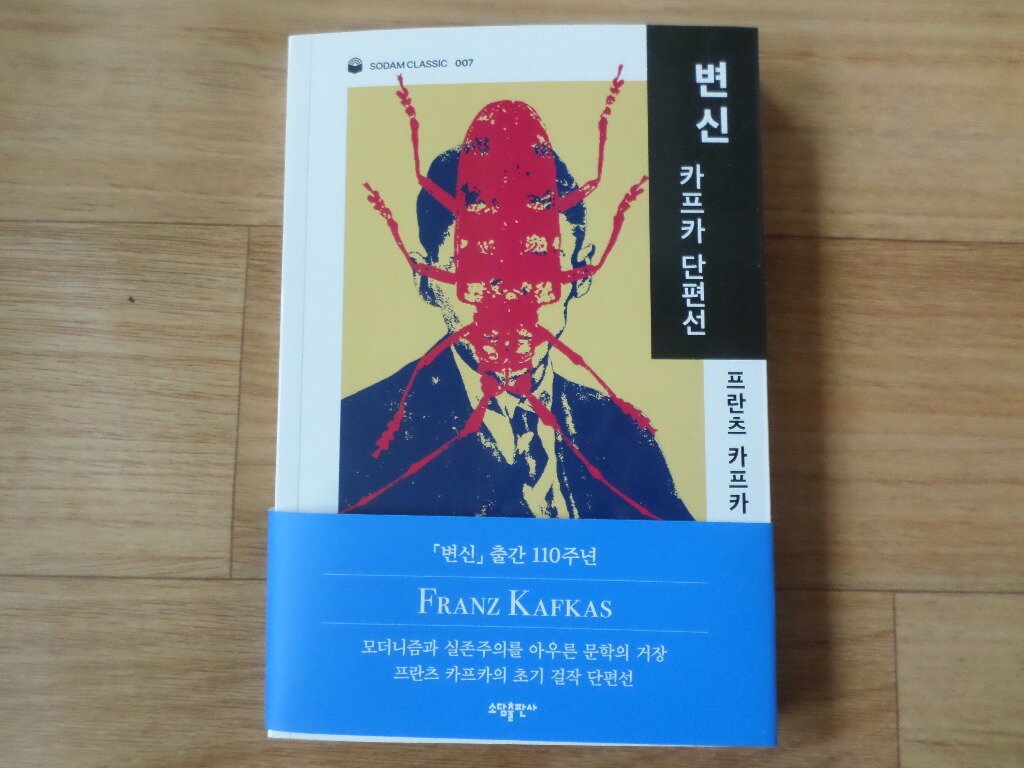 SODAM CLASSIC 007
변신
카프카 단편선
프란츠 카프카
「변신」 출간 110주년
FRANZ KAFKAS
모더니즘과 실존주의를 아우른 문학의 거장
프란츠 카프카의 초기 걸작 단편선
소담출판사